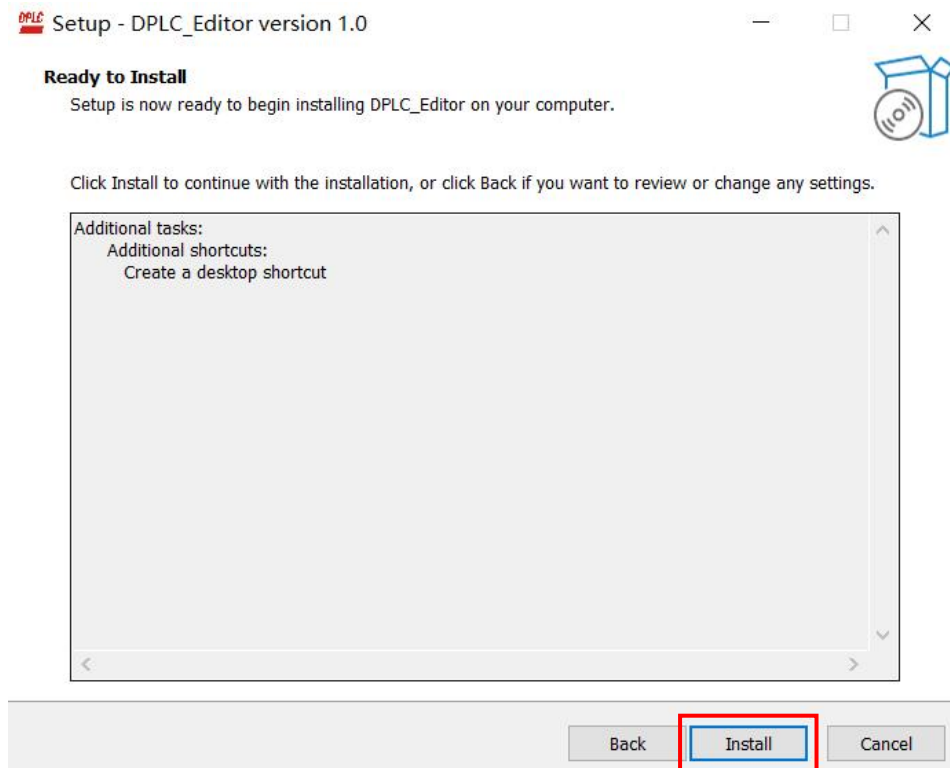 DPLC
Setup - DPLC_Editor version 1.0
Ready to Install
Setup is now ready to begin installing DPLC_Editor on your computer.
Click Install to continue with the installation, or click Back if you want to review or change any settings.
Additional tasks:
Additional shortcuts:
Create a desktop shortcut
Back
Install
Cancel